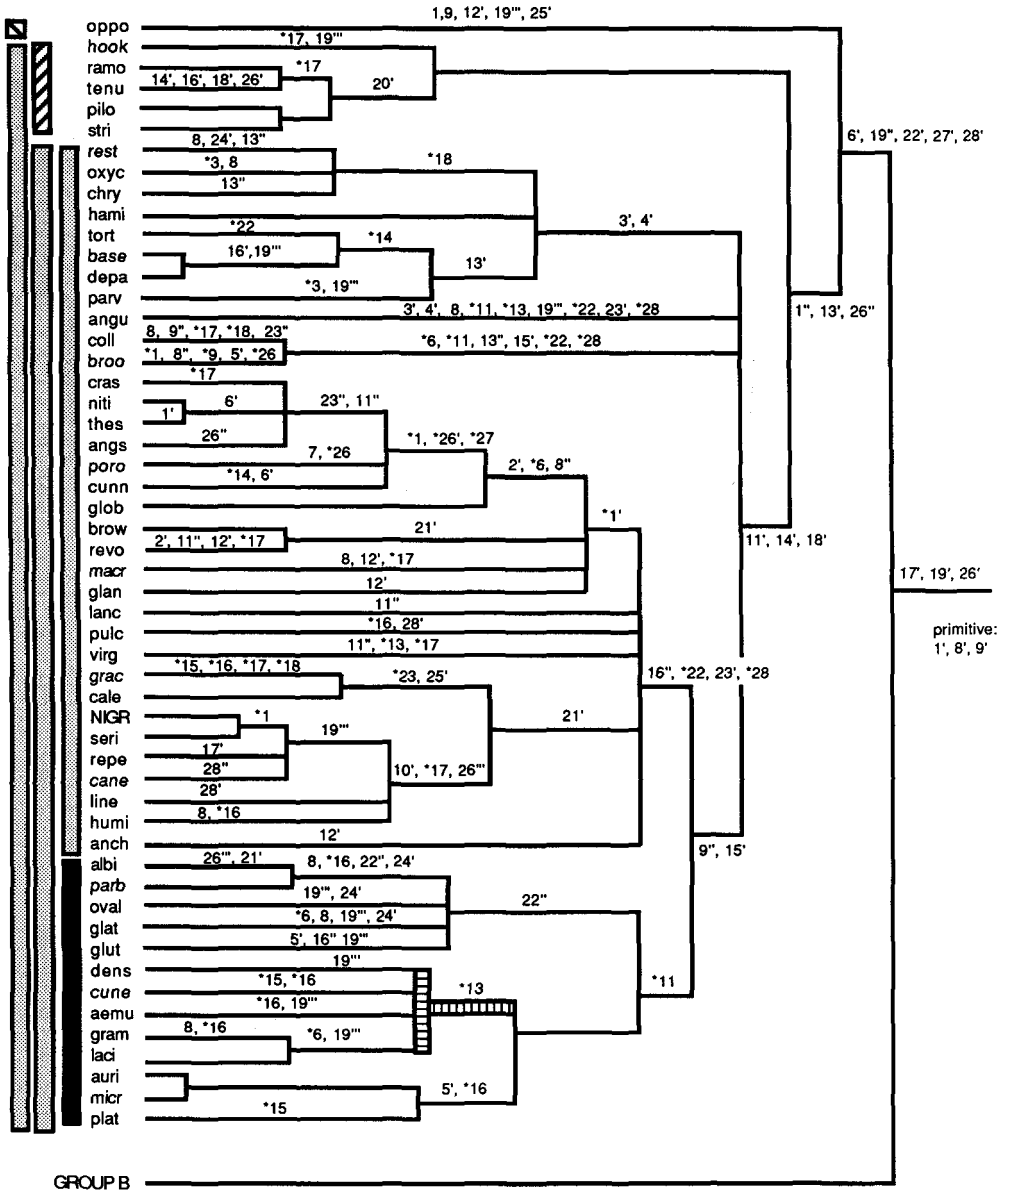 1,9, 12', 19''', 25'
oppo
*17, 19'''
hook
ramo
*17
14', 16', 18', 26'
20'
tenu
pilo
stri
6', 19'', 22', 27', 28'
8, 24', 13''
rest
*3, 8
*18
oxyc
13''
chry
hami
*22
3', 4'
tort
*14
16',19'''
base
13'
depa
*3, 19'''
parv
3', 4', 8, *11, *13, 19''', *22, 23', *28
1'', 13', 26''
angu
8, 9'', *17, *18, 23''
coll
*6, *11, 13'', 15', *22, *28
*1, 8'', *9, 5', *26
broo
*17
cras
niti
6'
23'', 11''
1'
thes
26''
*1, *26', *27
angs
7, *26
poro
2', *6, 8''
*14, 6'
cunn
glob
brow
21'
*1'
2', 11'', 12', *17
revo
11', 14', 18'
8, 12', *17
macr
17', 19', 26'
12'
glan
11''
lanc
*16, 28'
pulc
primitive:
1', 8', 9'
11'', *13, *17
virg
*15, *16, *17, *18
grac
*23, 25'
16'', *22, 23', *28
cale
NIGR
*1
21'
seri
19'''
17'
repe
28''
10', *17, 26'''
cane
28'
line
8, *16
humi
12'
anch
9'', 15'
26''', 21'
albi
8, *16, 22'', 24'
parb
19''', 24'
oval
22''
*6, 8, 19''', 24'
glat
5', 16'' 19'''
glut
19'''
dens
*15, *16
*11
cune
*13
*16, 19'''
aemu
8, *16
gram
*6, 19'''
laci
auri
5', *16
micr
*15
plat
GROUP B